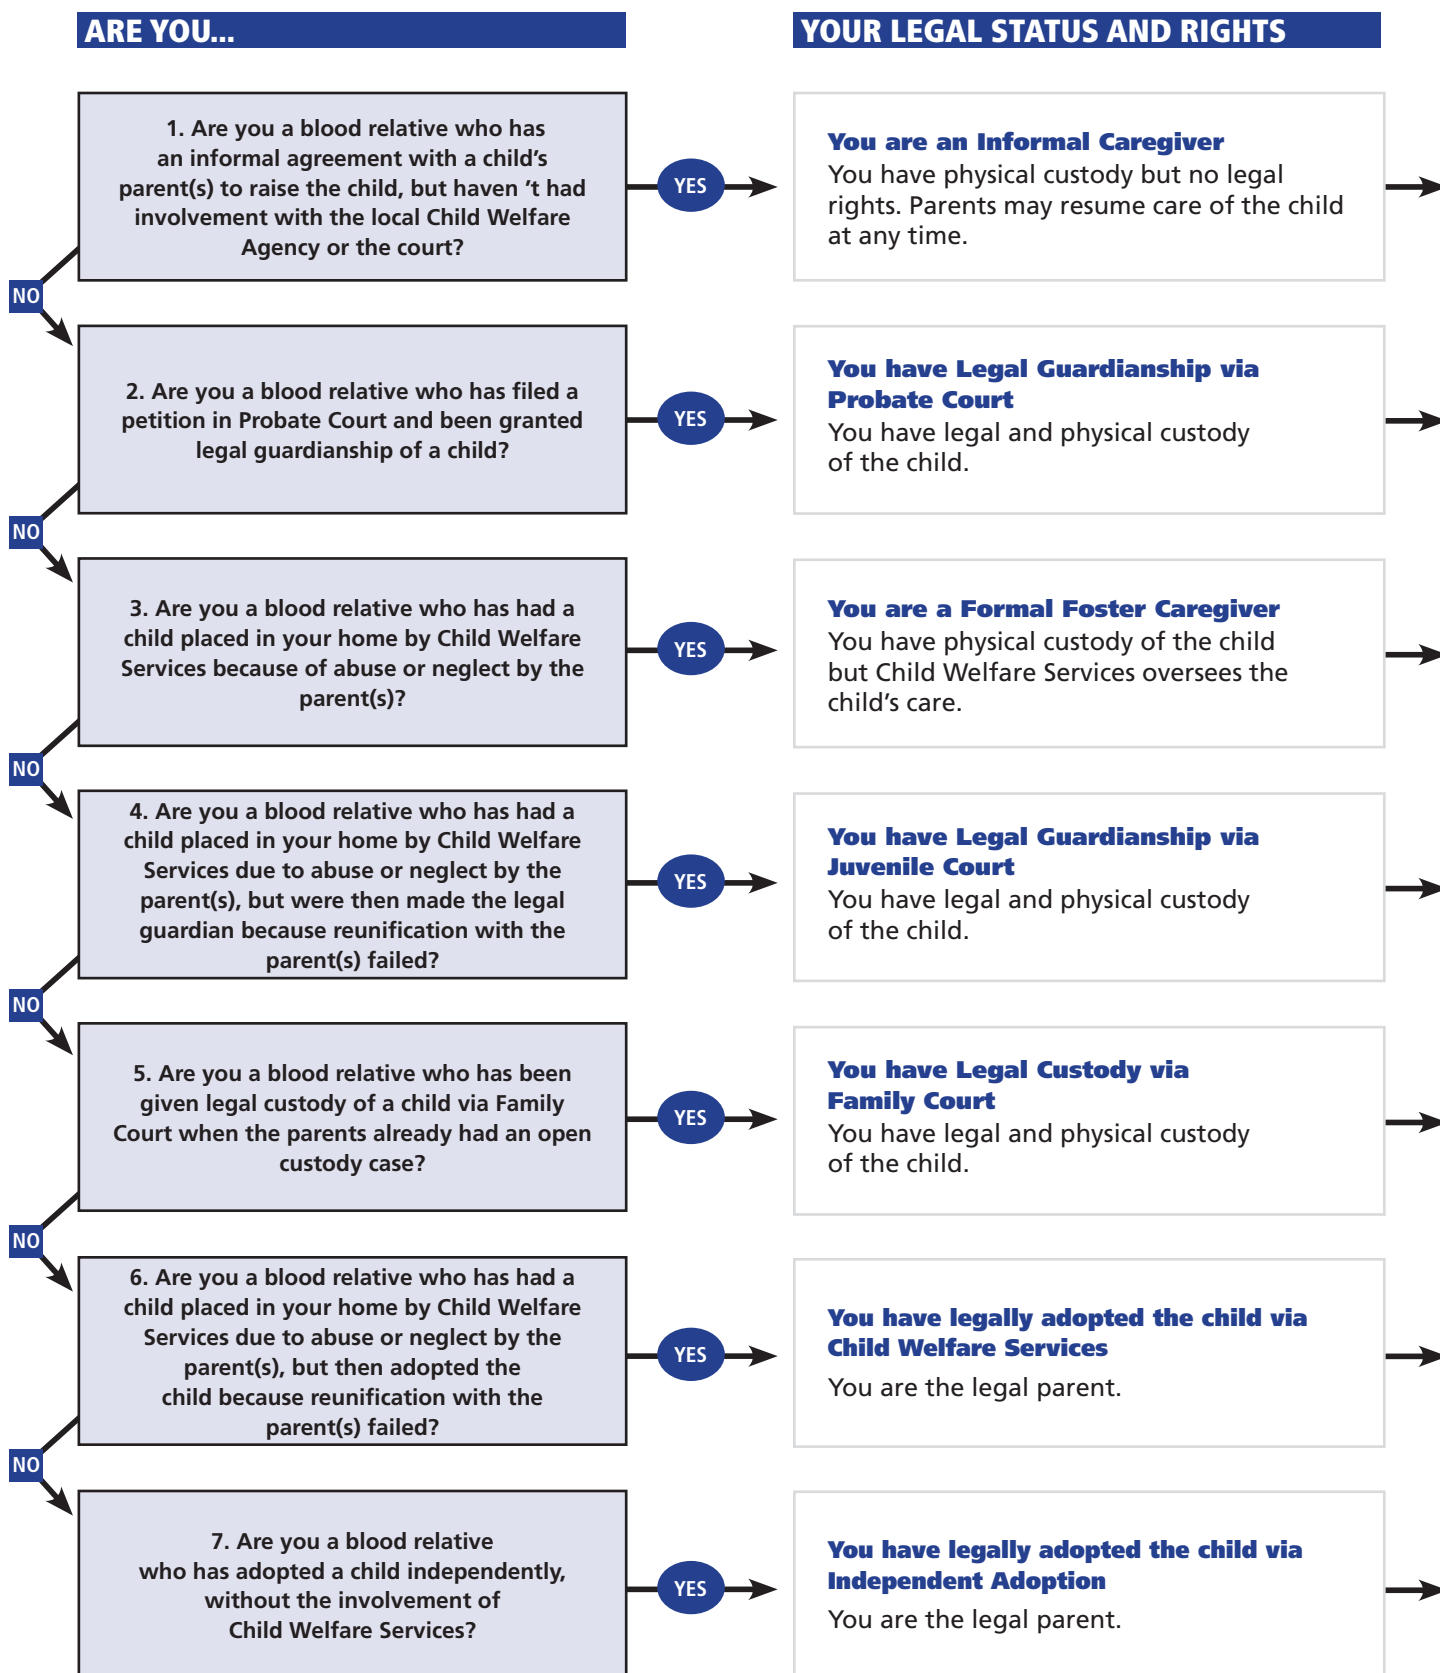 ARE YOU...
YOUR LEGAL STATUS AND RIGHTS
1. Are you a blood relative who has
an informal agreement with a child's
parent(s) to raise the child, but haven 't had
involvement with the local Child Welfare
Agency or the court?
YES
You are an Informal Caregiver
You have physical custody but no legal
rights. Parents may resume care of the child
at any time.
NO
2. Are you a blood relative who has filed a
petition in Probate Court and been granted
legal guardianship of a child?
YES
You have Legal Guardianship via
Probate Court
You have legal and physical custody
of the child.
NO
3. Are you a blood relative who has had a
child placed in your home by Child Welfare
Services because of abuse or neglect by the
parent(s)?
YES
You are a Formal Foster Caregiver
You have physical custody of the child
but Child Welfare Services oversees the
child's care.
NO
4. Are you a blood relative who has had a
child placed in your home by Child Welfare
Services due to abuse or neglect by the
parent(s), but were then made the legal
guardian because reunification with the
parent(s) failed?
YES
You have Legal Guardianship via
Juvenile Court
You have legal and physical custody
of the child.
NO
5. Are you a blood relative who has been
given legal custody of a child via Family
Court when the parents already had an open
custody case?
YES
You have Legal Custody via
Family Court
You have legal and physical custody
of the child.
NO
6. Are you a blood relative who has had a
child placed in your home by Child Welfare
Services due to abuse or neglect by the
parent(s), but then adopted the
child because reunification with the
parent(s) failed?
YES
You have legally adopted the child via
Child Welfare Services
You are the legal parent.
NO
7. Are you a blood relative
who has adopted a child independently,
without the involvement of
Child Welfare Services?
YES
You have legally adopted the child via
Independent Adoption
You are the legal parent.